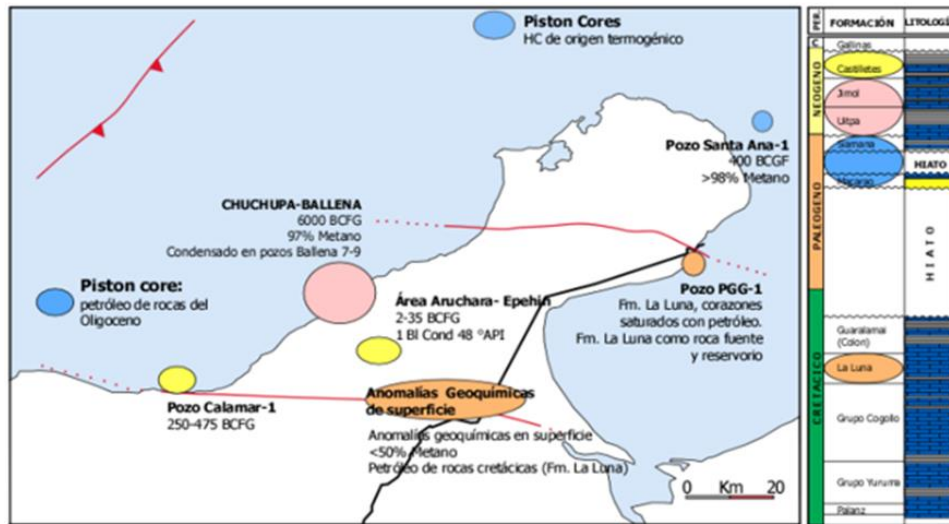 Piston Cores
HC de origen termogénico
Pozo Santa Ana-1
400 BCGF
>98% Metano
CHUCHUPA-BALLENA
6000 BCFG
97% Metano
Condensado en pozos Ballena 7-9
Piston core:
petróleo de rocas del
Oligoceno
Área Aruchara- Epehin
2-35 BCFG
1 Bl Cond 48 °API
Pozo PGG-1
Fm. La Luna, corazones
saturados con petróleo.
Fm. La Luna como roca fuente
y reservorio
Pozo Calamar-1
250-475 BCFG
Anomalías Geoquímicas
de superficie
Anomalías geoquímicas en superficie
<50% Metano
Petróleo de rocas cretácicas (Fm. La Luna)
0 Km 20
PER. FORMACIÓN LITOLOGÍ
C
NEOGENO
PALEOGENO
CRETACICO
Gallinas
Castilletes
Jimol
Uitpa
Siamana
Macarao
Guaralamai
(Colon)
La Luna
Grupo Cogollo
Grupo Yuruma
Palanz
HIATO
HIATO